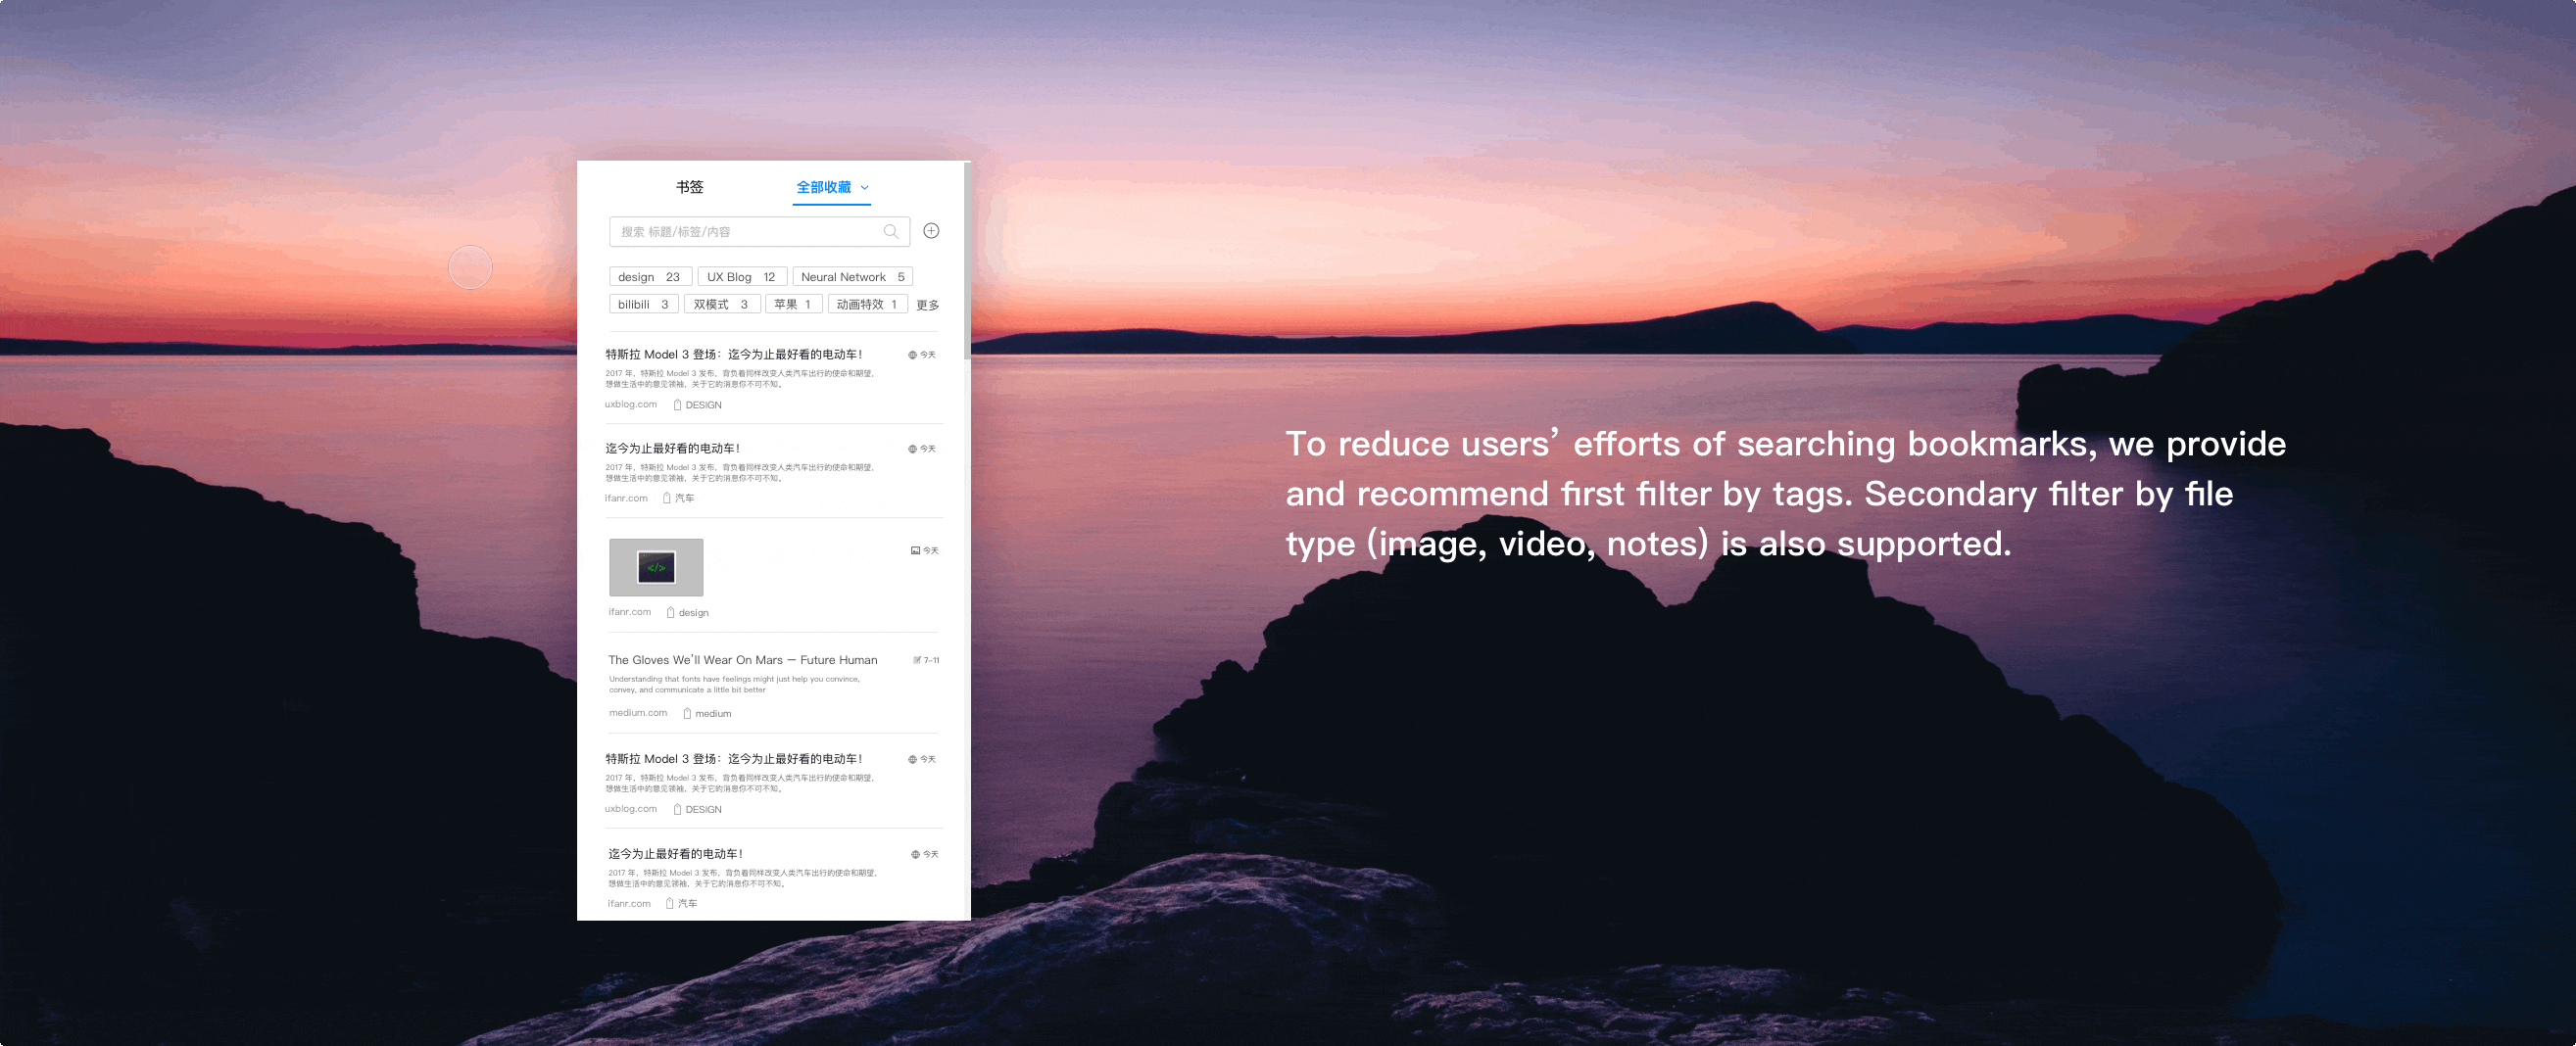 书签
全部收藏
搜索 标题/标签/内容
design 23
UX Blog 12
Neural Network 5
bilibili 3
双模式 3
苹果 1
动画特效 1
更多
特斯拉 Model 3 登场：迄今为止最好看的电动车！
今天
2017 年，特斯拉 Model 3 发布，背负着同样改变人类汽车出行的使命和期望，
想做生活中的意见领袖，关于它的消息你不可不知。
uxblog.com
DESIGN
迄今为止最好看的电动车！
今天
2017 年，特斯拉 Model 3 发布，背负着同样改变人类汽车出行的使命和期望，
想做生活中的意见领袖，关于它的消息你不可不知。
ifanr.com
汽车
</>
今天
ifanr.com
design
The Gloves We'll Wear On Mars — Future Human
7-11
Understanding that fonts have feelings might just help you convince,
convey, and communicate a little bit better
medium.com
medium
特斯拉 Model 3 登场：迄今为止最好看的电动车！
今天
2017 年，特斯拉 Model 3 发布，背负着同样改变人类汽车出行的使命和期望，
想做生活中的意见领袖，关于它的消息你不可不知。
uxblog.com
DESIGN
迄今为止最好看的电动车！
今天
2017 年，特斯拉 Model 3 发布，背负着同样改变人类汽车出行的使命和期望，
想做生活中的意见领袖，关于它的消息你不可不知。
ifanr.com
汽车
To reduce users’ efforts of searching bookmarks, we provide
and recommend first filter by tags. Secondary filter by file
type (image, video, notes) is also supported.